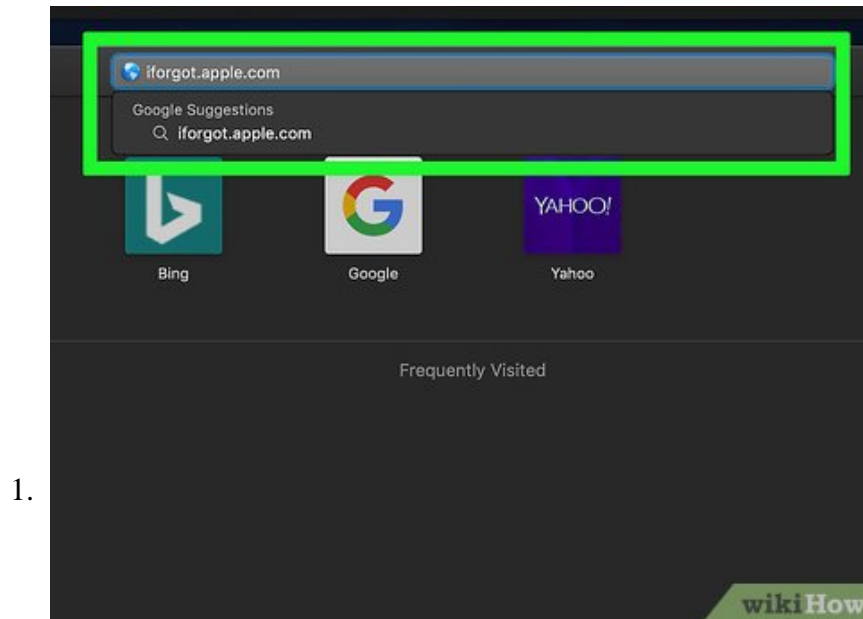 iforgot.apple.com
Google Suggestions
iforgot.apple.com
YAHOO!
Bing
Google
Yahoo
Frequently Visited
1.
wikiHow